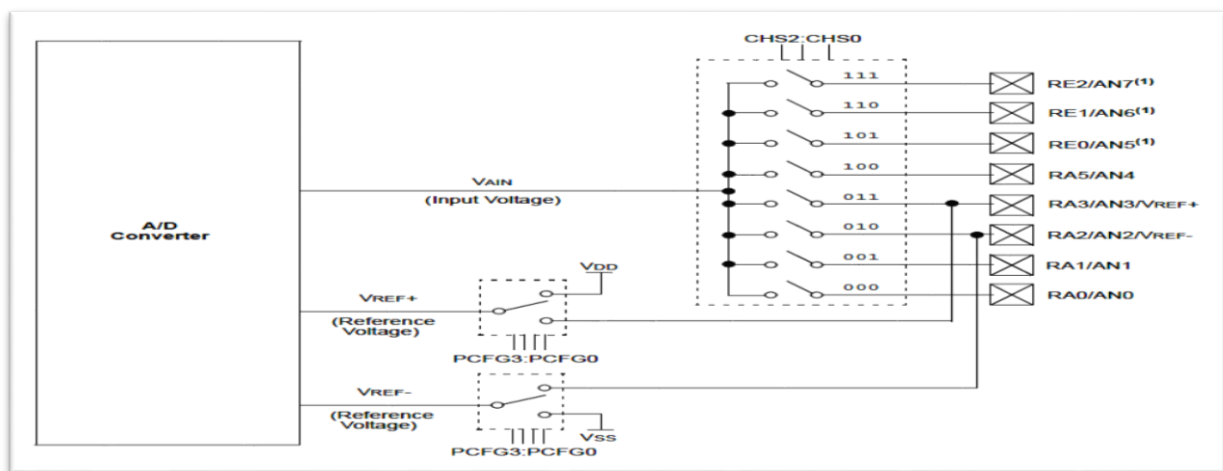 CHS2:CHS0
111
RE2/AN7(1)
110
RE1/AN6(1)
101
RE0/AN5(1)
100
RA5/AN4
VAIN
(Input Voltage)
011
RA3/AN3/VREF+
A/D
Converter
010
RA2/AN2/VREF-
001
RA1/AN1
VDD
000
RA0/AN0
VREF+
(Reference
Voltage)
PCFG3:PCFG0
VREF-
(Reference
Voltage)
VSS
PCFG3:PCFG0